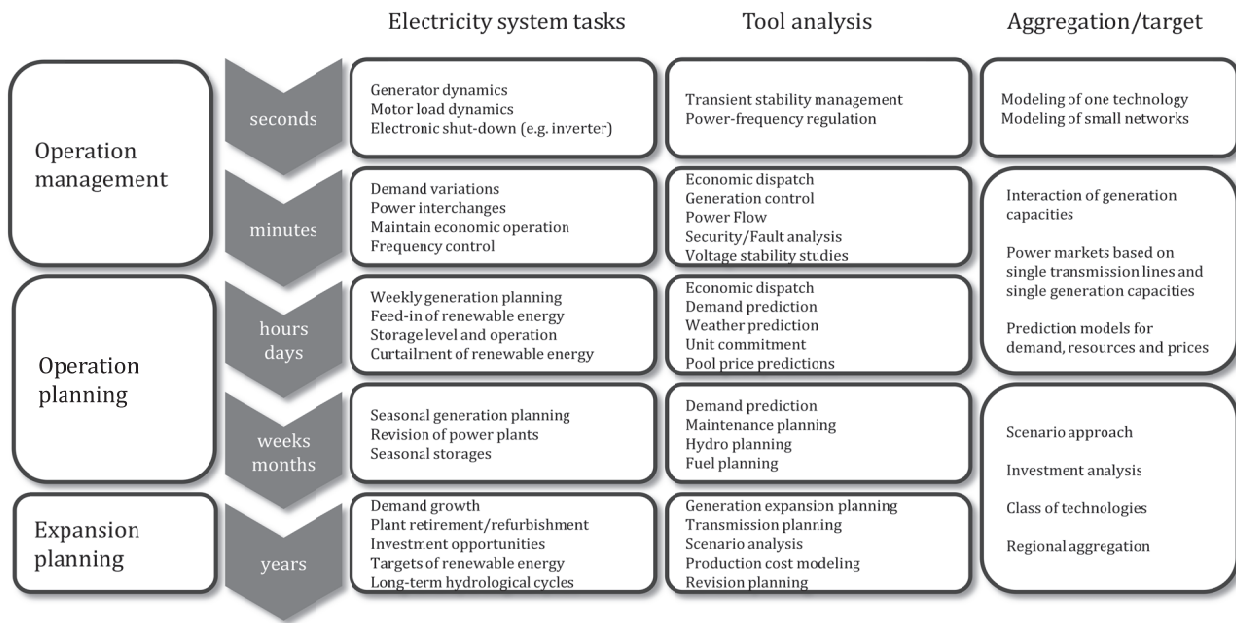 Electricity system tasks
Tool analysis
Aggregation/target
Operation
management
seconds
Generator dynamics
Motor load dynamics
Electronic shut-down (e.g. inverter)
Transient stability management
Power-frequency regulation
Modeling of one technology
Modeling of small networks
minutes
Demand variations
Power interchanges
Maintain economic operation
Frequency control
Economic dispatch
Generation control
Power Flow
Security/Fault analysis
Voltage stability studies
Interaction of generation
capacities
Power markets based on
single transmission lines and
single generation capacities
Prediction models for
demand, resources and prices
Operation
planning
hours
days
Weekly generation planning
Feed-in of renewable energy
Storage level and operation
Curtailment of renewable energy
Economic dispatch
Demand prediction
Weather prediction
Unit commitment
Pool price predictions
weeks
months
Seasonal generation planning
Revision of power plants
Seasonal storages
Demand prediction
Maintenance planning
Hydro planning
Fuel planning
Scenario approach
Investment analysis
Class of technologies
Regional aggregation
Expansion
planning
years
Demand growth
Plant retirement/refurbishment
Investment opportunities
Targets of renewable energy
Long-term hydrological cycles
Generation expansion planning
Transmission planning
Scenario analysis
Production cost modeling
Revision planning